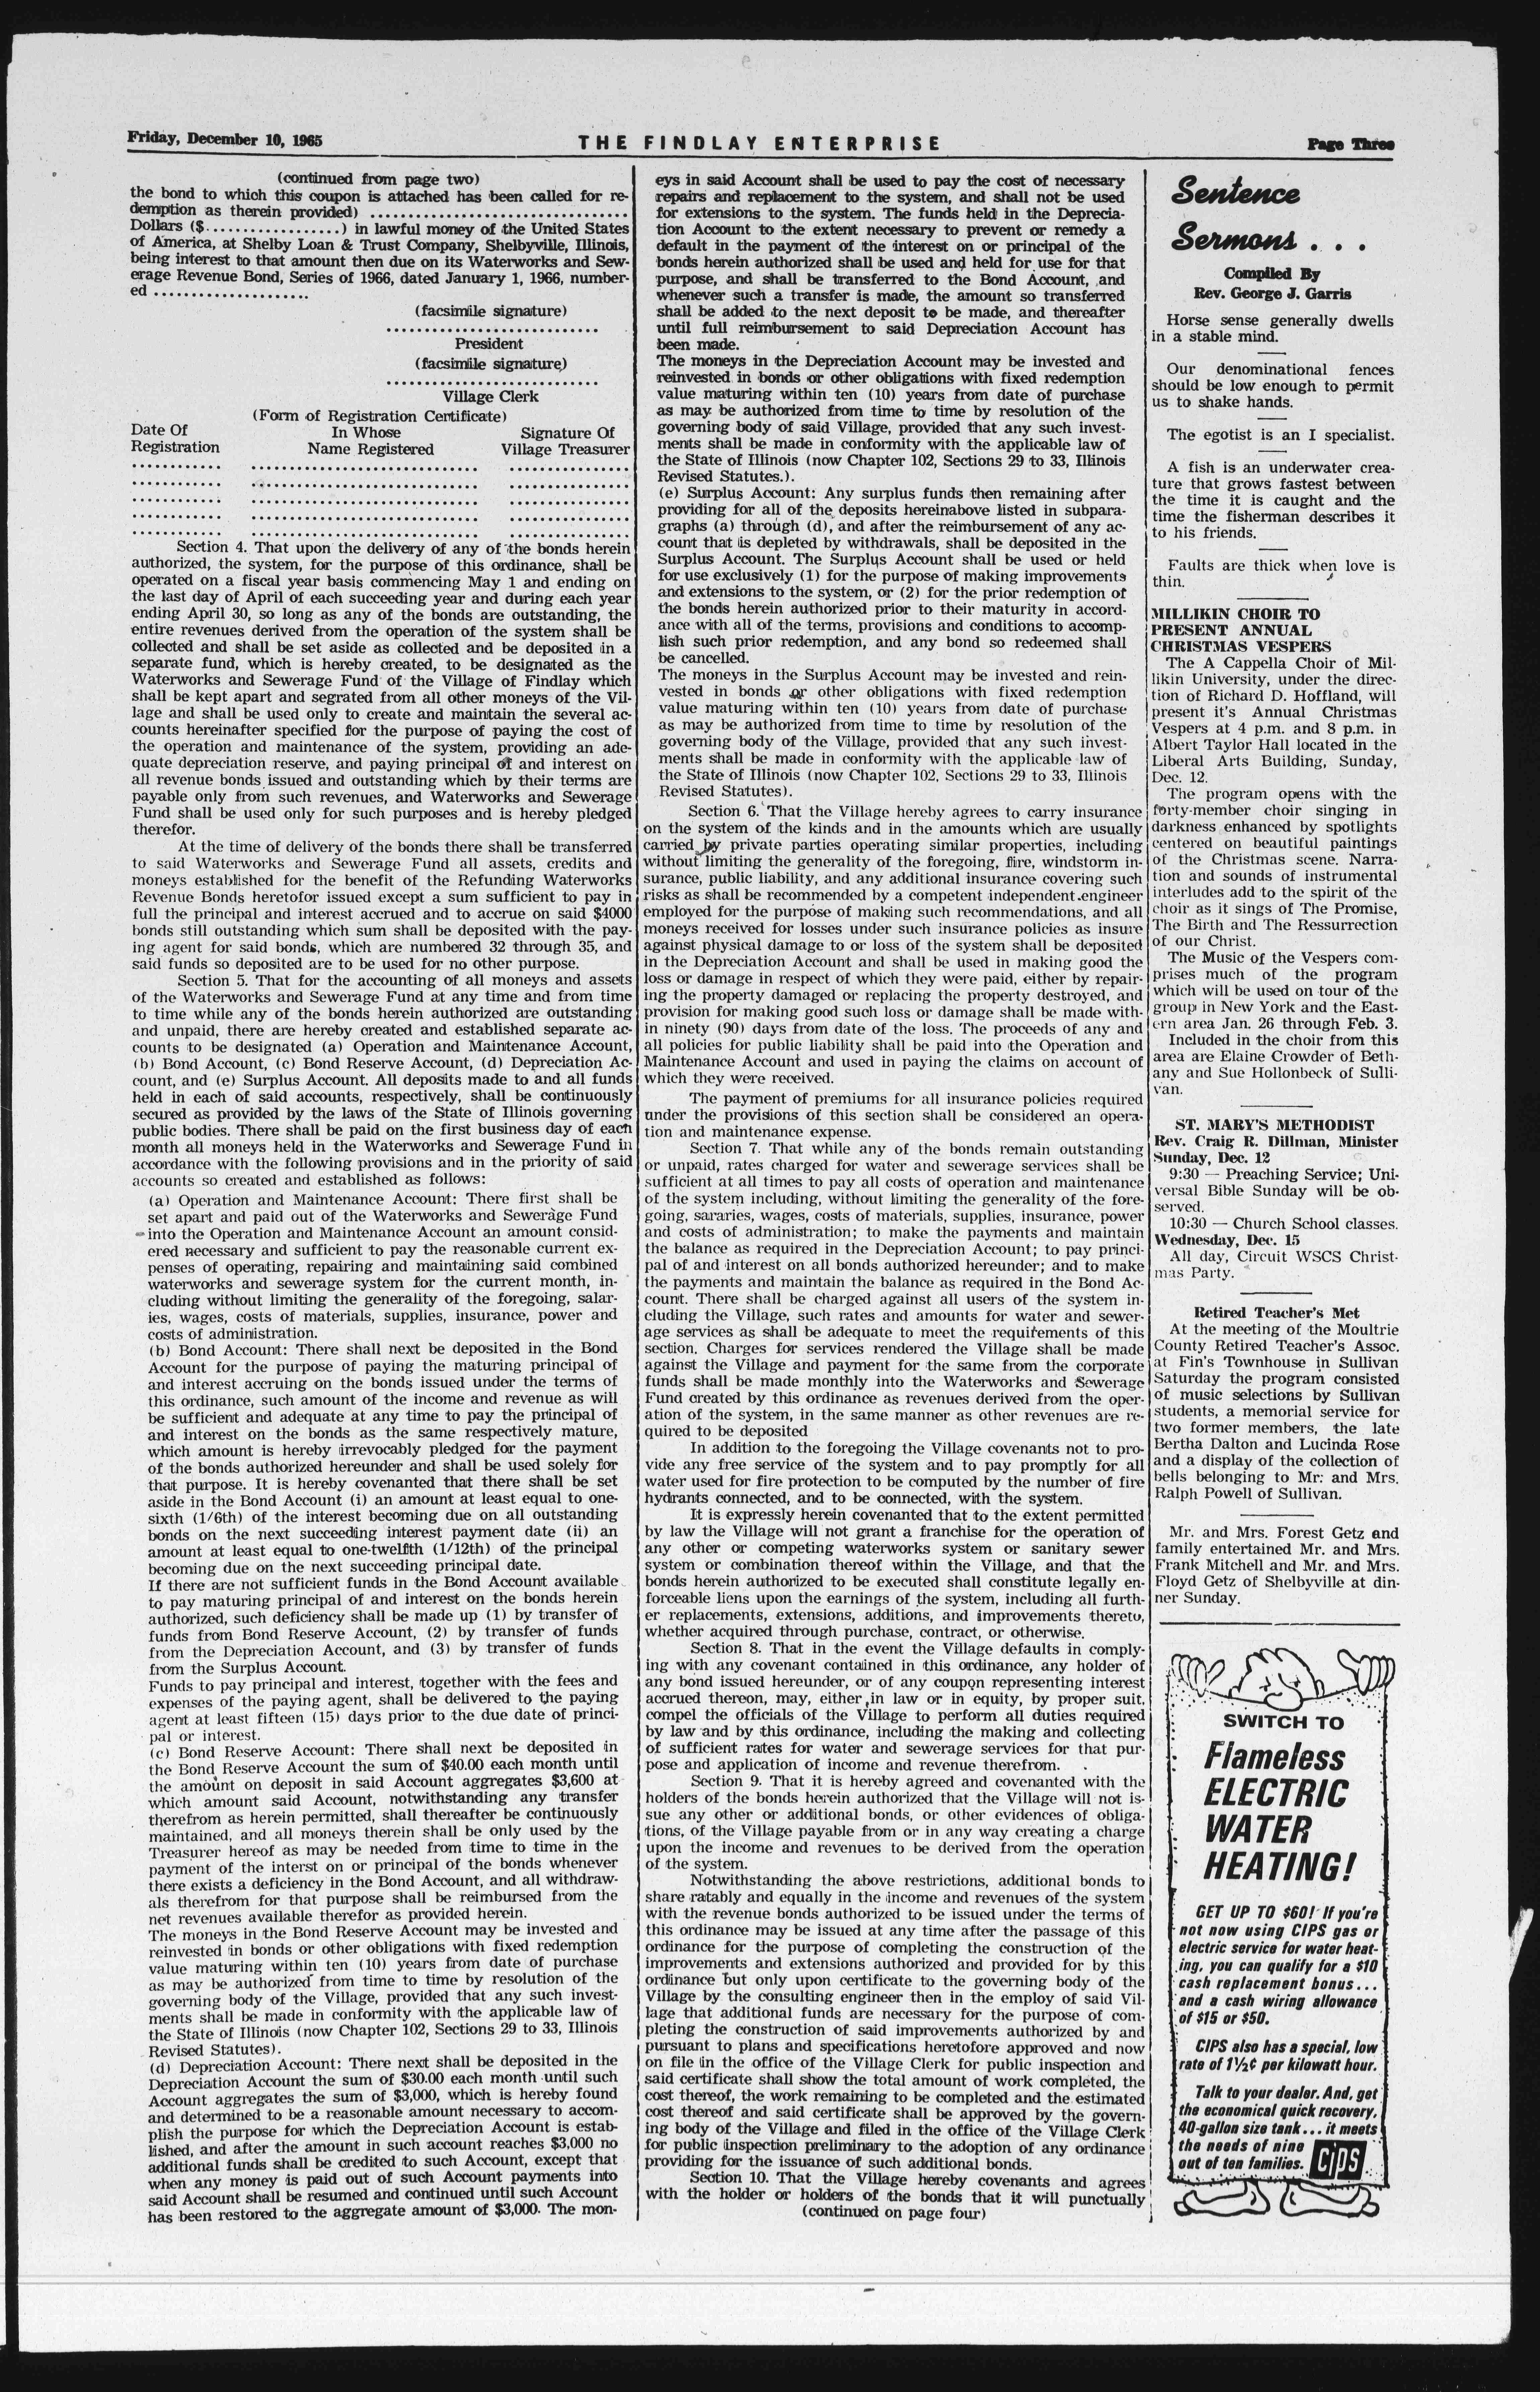 Friday, December 10, 1965
THE FINDLAY ENTERPRISE
Page Three
(continued from page two)
the bond to which this coupon is attached has been called for re-
demption as therein provided) ................................
Dollars ($..................) in lawful money of the United States
of America, at Shelby Loan & Trust Company, Shelbyville, Illinois,
being interest to that amount then due on its Waterworks and Sew-
erage Revenue Bond, Series of 1966, dated January 1, 1966, number-
ed .....................
(facsimile signature)
.............................
President
(facsimile signature)
.............................
Village Clerk
(Form of Registration Certificate)
Date Of In Whose Signature Of
Registration Name Registered Village Treasurer
............ ............................... ................
............ ............................... ................
............ ............................... ................
............ ............................... ................
............ ............................... ................
Section 4. That upon the delivery of any of the bonds herein
authorized, the system, for the purpose of this ordinance, shall be
operated on a fiscal year basis commencing May 1 and ending on
the last day of April of each succeeding year and during each year
ending April 30, so long as any of the bonds are outstanding, the
entire revenues derived from the operation of the system shall be
collected and shall be set aside as collected and be deposited in a
separate fund, which is hereby created, to be designated as the
Waterworks and Sewerage Fund of the Village of Findlay which
shall be kept apart and segrated from all other moneys of the Vil-
lage and shall be used only to create and maintain the several ac-
counts hereinafter specified for the purpose of paying the cost of
the operation and maintenance of the system, providing an ade-
quate depreciation reserve, and paying principal of and interest on
all revenue bonds issued and outstanding which by their terms are
payable only from such revenues, and Waterworks and Sewerage
Fund shall be used only for such purposes and is hereby pledged
therefor.
At the time of delivery of the bonds there shall be transferred
to said Waterworks and Sewerage Fund all assets, credits and
moneys established for the benefit of the Refunding Waterworks
Revenue Bonds heretofor issued except a sum sufficient to pay in
full the principal and interest accrued and to accrue on said $4000
bonds still outstanding which sum shall be deposited with the pay-
ing agent for said bonds, which are numbered 32 through 35, and
said funds so deposited are to be used for no other purpose.
Section 5. That for the accounting of all moneys and assets
of the Waterworks and Sewerage Fund at any time and from time
to time while any of the bonds herein authorized are outstanding
and unpaid, there are hereby created and established separate ac-
counts to be designated (a) Operation and Maintenance Account,
(b) Bond Account, (c) Bond Reserve Account, (d) Depreciation Ac-
count, and (e) Surplus Account. All deposits made to and all funds
held in each of said accounts, respectively, shall be continuously
secured as provided by the laws of the State of Illinois governing
public bodies. There shall be paid on the first business day of each
month all moneys held in the Waterworks and Sewerage Fund in
accordance with the following provisions and in the priority of said
accounts so created and established as follows:
(a) Operation and Maintenance Account: There first shall be
set apart and paid out of the Waterworks and Sewerage Fund
into the Operation and Maintenance Account an amount consid-
ered necessary and sufficient to pay the reasonable current ex-
penses of operating, repairing and maintaining said combined
waterworks and sewerage system for the current month, in-
cluding without limiting the generality of the foregoing, salar-
ies, wages, costs of materials, supplies, insurance, power and
costs of administration.
(b) Bond Account: There shall next be deposited in the Bond
Account for the purpose of paying the maturing principal of
and interest accruing on the bonds issued under the terms of
this ordinance, such amount of the income and revenue as will
be sufficient and adequate at any time to pay the principal of
and interest on the bonds as the same respectively mature,
which amount is hereby irrevocably pledged for the payment
of the bonds authorized hereunder and shall be used solely for
that purpose. It is hereby covenanted that there shall be set
aside in the Bond Account (i) an amount at least equal to one-
sixth (1/6th) of the interest becoming due on all outstanding
bonds on the next succeeding interest payment date (ii) an
amount at least equal to one-twelfth (1/12th) of the principal
becoming due on the next succeeding principal date.
If there are not sufficient funds in the Bond Account available
to pay maturing principal of and interest on the bonds herein
authorized, such deficiency shall be made up (1) by transfer of
funds from Bond Reserve Account, (2) by transfer of funds
from the Depreciation Account, and (3) by transfer of funds
from the Surplus Account.
Funds to pay principal and interest, together with the fees and
expenses of the paying agent, shall be delivered to the paying
agent at least fifteen (15) days prior to the due date of princi-
pal or interest.
(c) Bond Reserve Account: There shall next be deposited in
the Bond Reserve Account the sum of $40.00 each month until
the amount on deposit in said Account aggregates $3,600 at
which amount said Account, notwithstanding any transfer
therefrom as herein permitted, shall thereafter be continuously
maintained, and all moneys therein shall be only used by the
Treasurer hereof as may be needed from time to time in the
payment of the interst on or principal of the bonds whenever
there exists a deficiency in the Bond Account, and all withdraw-
als therefrom for that purpose shall be reimbursed from the
net revenues available therefor as provided herein.
The moneys in the Bond Reserve Account may be invested and
reinvested in bonds or other obligations with fixed redemption
value maturing within ten (10) years from date of purchase
as may be authorized from time to time by resolution of the
governing body of the Village, provided that any such invest-
ments shall be made in conformity with the applicable law of
the State of Illinois (now Chapter 102, Sections 29 to 33, Illinois
Revised Statutes).
(d) Depreciation Account: There next shall be deposited in the
Depreciation Account the sum of $30.00 each month until such
Account aggregates the sum of $3,000, which is hereby found
and determined to be a reasonable amount necessary to accom-
plish the purpose for which the Depreciation Account is estab-
lished, and after the amount in such account reaches $3,000 no
additional funds shall be credited to such Account, except that
when any money is paid out of such Account payments into
said Account shall be resumed and continued until such Account
has been restored to the aggregate amount of $3,000. The mon-
eys in said Account shall be used to pay the cost of necessary
repairs and replacement to the system, and shall not be used
for extensions to the system. The funds held in the Deprecia-
tion Account to the extent necessary to prevent or remedy a
default in the payment of the interest on or principal of the
bonds herein authorized shall be used and held for use for that
purpose, and shall be transferred to the Bond Account, and
whenever such a transfer is made, the amount so transferred
shall be added to the next deposit to be made, and thereafter
until full reimbursement to said Depreciation Account has
been made.
The moneys in the Depreciation Account may be invested and
reinvested in bonds or other obligations with fixed redemption
value maturing within ten (10) years from date of purchase
as may be authorized from time to time by resolution of the
governing body of said Village, provided that any such invest-
ments shall be made in conformity with the applicable law of
the State of Illinois (now Chapter 102, Sections 29 to 33, Illinois
Revised Statutes.).
(e) Surplus Account: Any surplus funds then remaining after
providing for all of the deposits hereinabove listed in subpara-
graphs (a) through (d), and after the reimbursement of any ac-
count that is depleted by withdrawals, shall be deposited in the
Surplus Account. The Surplus Account shall be used or held
for use exclusively (1) for the purpose of making improvements
and extensions to the system, or (2) for the prior redemption of
the bonds herein authorized prior to their maturity in accord-
ance with all of the terms, provisions and conditions to accomp-
lish such prior redemption, and any bond so redeemed shall
be cancelled.
The moneys in the Surplus Account may be invested and rein-
vested in bonds or other obligations with fixed redemption
value maturing within ten (10) years from date of purchase
as may be authorized from time to time by resolution of the
governing body of the Village, provided that any such invest-
ments shall be made in conformity with the applicable law of
the State of Illinois (now Chapter 102, Sections 29 to 33, Illinois
Revised Statutes).
Section 6. That the Village hereby agrees to carry insurance
on the system of the kinds and in the amounts which are usually
carried by private parties operating similar properties, including
without limiting the generality of the foregoing, fire, windstorm in-
surance, public liability, and any additional insurance covering such
risks as shall be recommended by a competent independent engineer
employed for the purpose of making such recommendations, and all
moneys received for losses under such insurance policies as insure
against physical damage to or loss of the system shall be deposited
in the Depreciation Account and shall be used in making good the
loss or damage in respect of which they were paid, either by repair-
ing the property damaged or replacing the property destroyed, and
provision for making good such loss or damage shall be made with-
in ninety (90) days from date of the loss. The proceeds of any and
all policies for public liability shall be paid into the Operation and
Maintenance Account and used in paying the claims on account of
which they were received.
The payment of premiums for all insurance policies required
under the provisions of this section shall be considered an opera-
tion and maintenance expense.
Section 7. That while any of the bonds remain outstanding
or unpaid, rates charged for water and sewerage services shall be
sufficient at all times to pay all costs of operation and maintenance
of the system including, without limiting the generality of the fore-
going, sararies, wages, costs of materials, supplies, insurance, power
and costs of administration; to make the payments and maintain
the balance as required in the Depreciation Account; to pay princi-
pal of and interest on all bonds authorized hereunder; and to make
the payments and maintain the balance as required in the Bond Ac-
count. There shall be charged against all users of the system in-
cluding the Village, such rates and amounts for water and sewer-
age services as shall be adequate to meet the requirements of this
section. Charges for services rendered the Village shall be made
against the Village and payment for the same from the corporate
funds shall be made monthly into the Waterworks and Sewerage
Fund created by this ordinance as revenues derived from the oper-
ation of the system, in the same manner as other revenues are re-
quired to be deposited
In addition to the foregoing the Village covenants not to pro-
vide any free service of the system and to pay promptly for all
water used for fire protection to be computed by the number of fire
hydrants connected, and to be connected, with the system.
It is expressly herein covenanted that to the extent permitted
by law the Village will not grant a franchise for the operation of
any other or competing waterworks system or sanitary sewer
system or combination thereof within the Village, and that the
bonds herein authorized to be executed shall constitute legally en-
forceable liens upon the earnings of the system, including all furth-
er replacements, extensions, additions, and improvements thereto,
whether acquired through purchase, contract, or otherwise.
Section 8. That in the event the Village defaults in comply-
ing with any covenant contained in this ordinance, any holder of
any bond issued hereunder, or of any coupon representing interest
accrued thereon, may, either in law or in equity, by proper suit,
compel the officials of the Village to perform all duties required
by law and by this ordinance, including the making and collecting
of sufficient rates for water and sewerage services for that pur-
pose and application of income and revenue therefrom.
Section 9. That it is hereby agreed and covenanted with the
holders of the bonds herein authorized that the Village will not is-
sue any other or additional bonds, or other evidences of obliga-
tions, of the Village payable from or in any way creating a charge
upon the income and revenues to be derived from the operation
of the system.
Notwithstanding the above restrictions, additional bonds to
share ratably and equally in the income and revenues of the system
with the revenue bonds authorized to be issued under the terms of
this ordinance may be issued at any time after the passage of this
ordinance for the purpose of completing the construction of the
improvements and extensions authorized and provided for by this
ordinance but only upon certificate to the governing body of the
Village by the consulting engineer then in the employ of said Vil-
lage that additional funds are necessary for the purpose of com-
pleting the construction of said improvements authorized by and
pursuant to plans and specifications heretofore approved and now
on file in the office of the Village Clerk for public inspection and
said certificate shall show the total amount of work completed, the
cost thereof, the work remaining to be completed and the estimated
cost thereof and said certificate shall be approved by the govern-
ing body of the Village and filed in the office of the Village Clerk
for public inspection preliminary to the adoption of any ordinance
providing for the issuance of such additional bonds.
Section 10. That the Village hereby covenants and agrees
with the holder or holders of the bonds that it will punctually
(continued on page four)
Sentence
Sermons . . .
Compiled By
Rev. George J. Garris
Horse sense generally dwells
in a stable mind.
Our denominational fences
should be low enough to permit
us to shake hands.
The egotist is an I specialist.
A fish is an underwater crea-
ture that grows fastest between
the time it is caught and the
time the fisherman describes it
to his friends.
Faults are thick when love is
thin.
MILLIKIN CHOIR TO
PRESENT ANNUAL
CHRISTMAS VESPERS
The A Cappella Choir of Mil-
likin University, under the direc-
tion of Richard D. Hoffland, will
present it's Annual Christmas
Vespers at 4 p.m. and 8 p.m. in
Albert Taylor Hall located in the
Liberal Arts Building, Sunday,
Dec. 12.
The program opens with the
forty-member choir singing in
darkness enhanced by spotlights
centered on beautiful paintings
of the Christmas scene. Narra-
tion and sounds of instrumental
interludes add to the spirit of the
choir as it sings of The Promise,
The Birth and The Ressurrection
of our Christ.
The Music of the Vespers com-
prises much of the program
which will be used on tour of the
group in New York and the East-
ern area Jan. 26 through Feb. 3.
Included in the choir from this
area are Elaine Crowder of Beth-
any and Sue Hollonbeck of Sulli-
van.
ST. MARY'S METHODIST
Rev. Craig R. Dillman, Minister
Sunday, Dec. 12
9:30 — Preaching Service; Uni-
versal Bible Sunday will be ob-
served.
10:30 — Church School classes.
Wednesday, Dec. 15
All day, Circuit WSCS Christ-
mas Party.
Retired Teacher's Met
At the meeting of the Moultrie
County Retired Teacher's Assoc.
at Fin's Townhouse in Sullivan
Saturday the program consisted
of music selections by Sullivan
students, a memorial service for
two former members, the late
Bertha Dalton and Lucinda Rose
and a display of the collection of
bells belonging to Mr. and Mrs.
Ralph Powell of Sullivan.
Mr. and Mrs. Forest Getz and
family entertained Mr. and Mrs.
Frank Mitchell and Mr. and Mrs.
Floyd Getz of Shelbyville at din-
ner Sunday.
SWITCH TO
Flameless
ELECTRIC
WATER
HEATING!
GET UP TO $60! If you're
not now using CIPS gas or
electric service for water heat-
ing, you can qualify for a $10
cash replacement bonus...
and a cash wiring allowance
of $15 or $50.
CIPS also has a special, low
rate of 1½¢ per kilowatt hour.
Talk to your dealer. And, get
the economical quick recovery,
40-gallon size tank... it meets
the needs of nine
out of ten families. CIPS